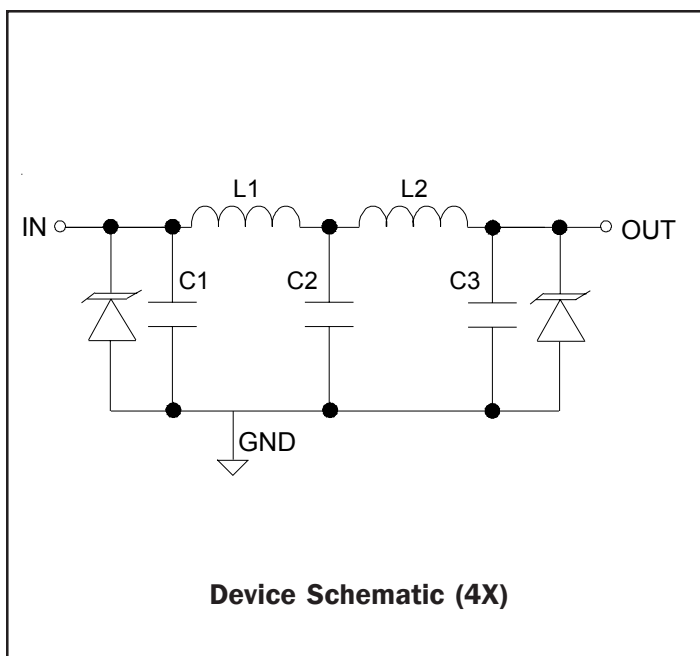 L1 L2
IN OUT
C1 C2 C3
GND
Device Schematic (4X)